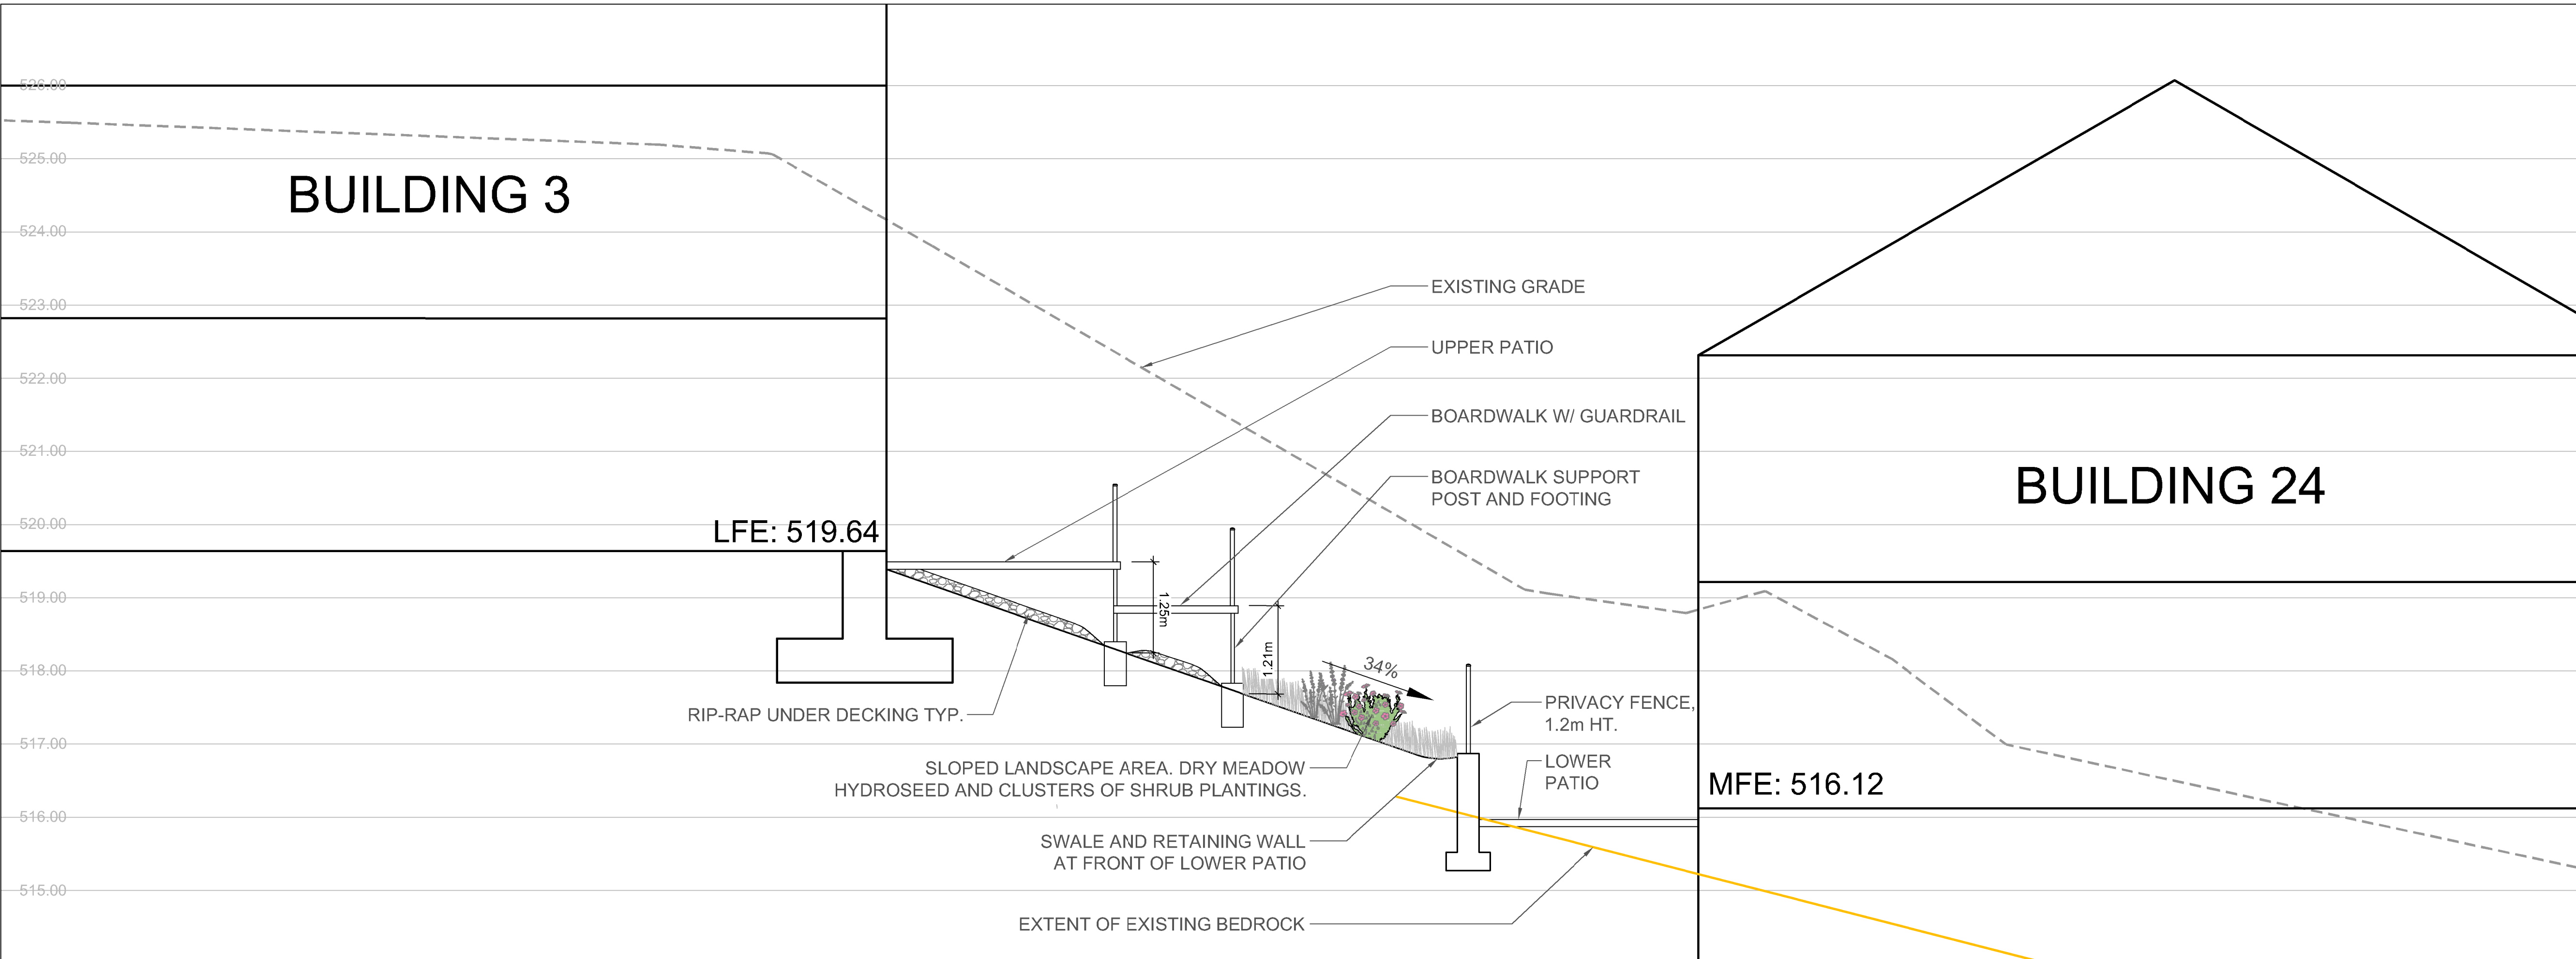 526.00
525.00
BUILDING 3
524.00
523.00
EXISTING GRADE
UPPER PATIO
522.00
BOARDWALK W/ GUARDRAIL
521.00
BOARDWALK SUPPORT
POST AND FOOTING
BUILDING 24
520.00
LFE: 519.64
519.00
1.25m
518.00
1.21m
34%
RIP-RAP UNDER DECKING TYP.
PRIVACY FENCE,
1.2m HT.
517.00
SLOPED LANDSCAPE AREA. DRY MEADOW
HYDROSEED AND CLUSTERS OF SHRUB PLANTINGS.
LOWER
PATIO
MFE: 516.12
516.00
SWALE AND RETAINING WALL
AT FRONT OF LOWER PATIO
515.00
EXTENT OF EXISTING BEDROCK